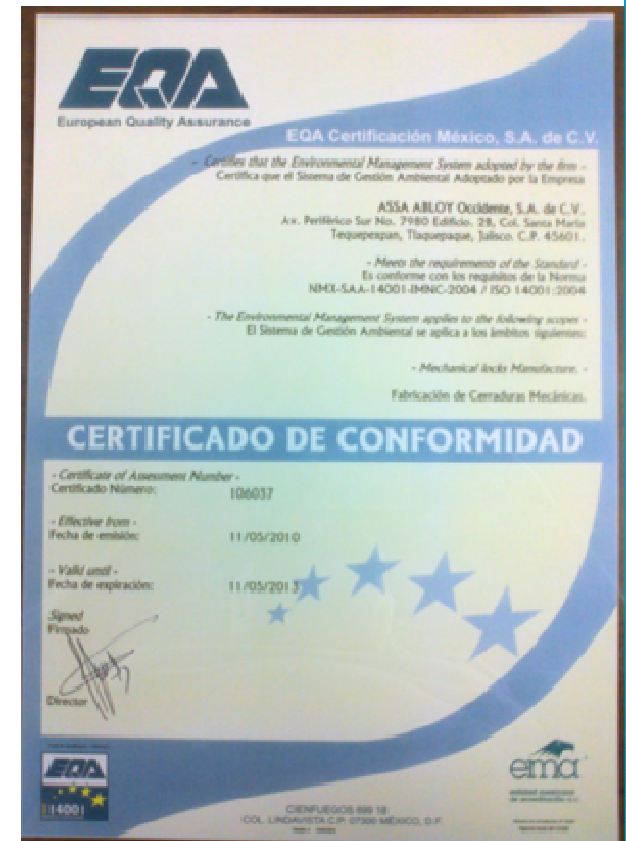 EQA
European Quality Assurance
EQA Certificación México, S.A. de C.V.
- Certifies that the Environmental Management System adopted by the firm -
Certifica que el Sistema de Gestión Ambiental Adoptado por la Empresa
ASSA ABLOY Occidente, S.A. de C.V.
Av. Periférico Sur No. 7980 Edificio. 2B, Col. Santa María
Tequepexpan, Tlaquepaque, Jalisco. C.P. 45601.
- Meets the requirements of the Standard -
Es conforme con los requisitos de la Norma
NMX-SAA-14001-IMNC-2004 // ISO 14001:2004
- The Environmental Management System applies to the following scopes -
El Sistema de Gestión Ambiental se aplica a los ámbitos siguientes:
- Mechanical locks Manufacture. -
Fabricación de Cerraduras Mecánicas.
CERTIFICADO DE CONFORMIDAD
- Certificate of Assessment Number -
Certificado Número: 106037
- Effective from -
Fecha de emisión: 11/05/2010
- Valid until -
Fecha de expiración: 11/05/2013
Signed
Firmado
Director
EQA
14001
ema
CIENFUEGOS 699 18
COL. LINDAVISTA C.P. 07300 MÉXICO, D.F.